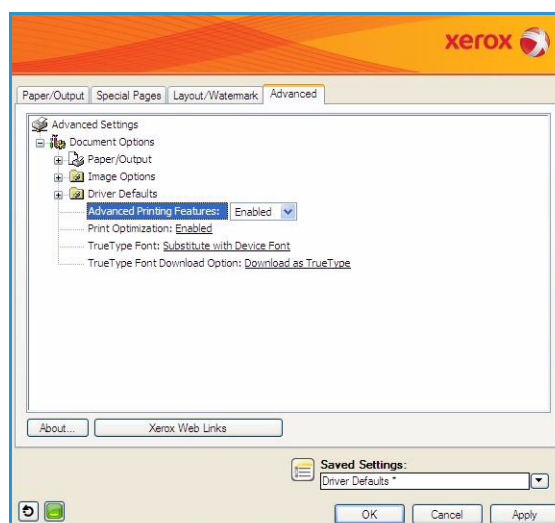 xerox
Paper/Output Special Pages Layout/Watermark Advanced
Advanced Settings
Document Options
Paper/Output
Image Options
Driver Defaults
Advanced Printing Features: Enabled
Print Optimization: Enabled
TrueType Font: Substitute with Device Font
TrueType Font Download Option: Download as TrueType
About... Xerox Web Links
Saved Settings:
Driver Defaults *
OK Cancel Apply